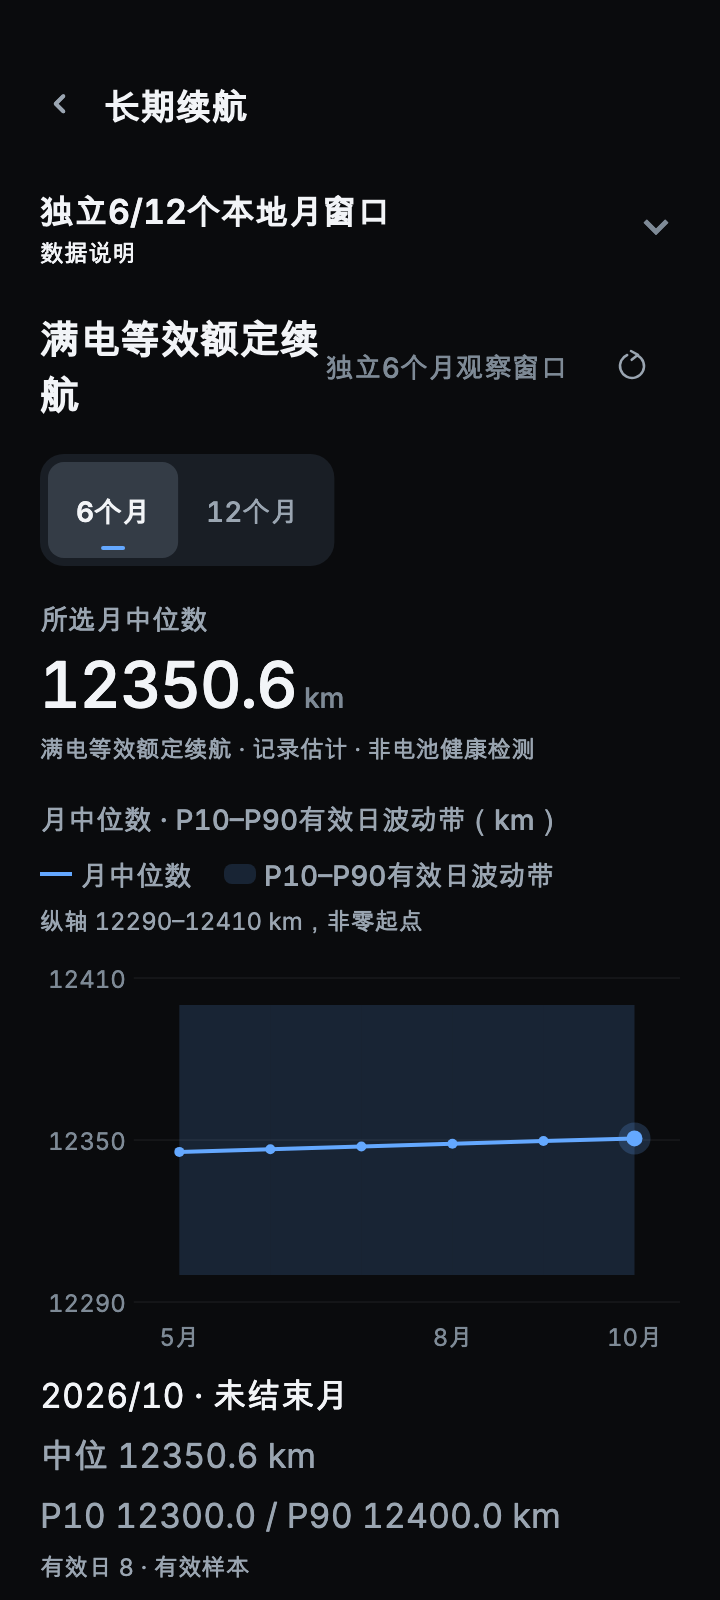 长期续航
独立6/12个本地月窗口
数据说明
满电等效额定续
航
独立6个月观察窗口
6个月 12个月
所选月中位数
12350.6 km
满电等效额定续航 · 记录估计 · 非电池健康检测
月中位数 · P10–P90有效日波动带（km）
月中位数 P10–P90有效日波动带
纵轴 12290–12410 km，非零起点
12410
12350
12290
5月 8月 10月
2026/10 · 未结束月
中位 12350.6 km
P10 12300.0 / P90 12400.0 km
有效日 8 · 有效样本